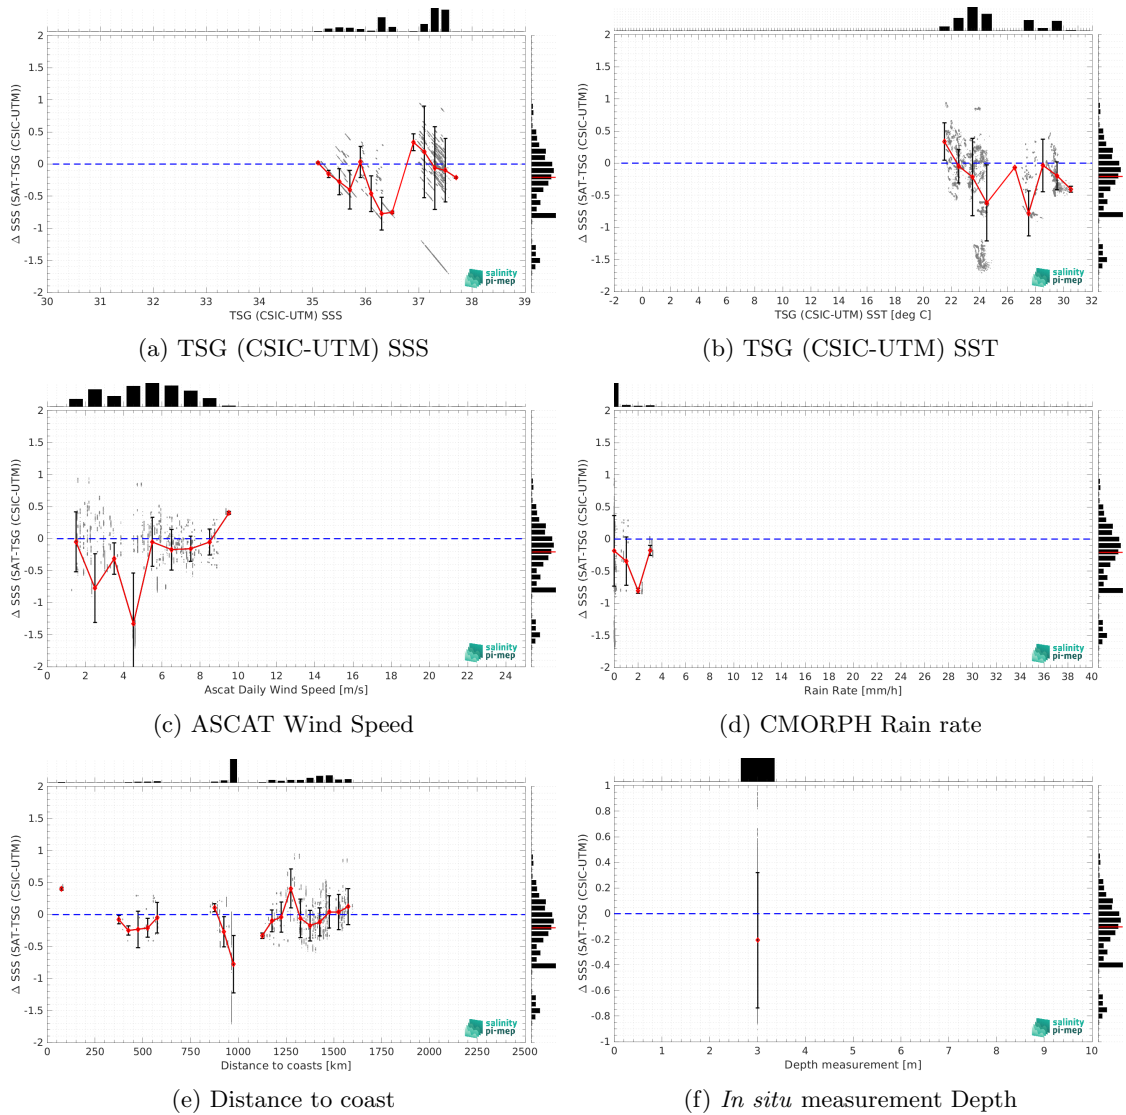 2
1.5
1
0.5
0
-0.5
-1
-1.5
-2
Δ SSS (SAT-TSG (CSIC-UTM))
30 31 32 33 34 35 36 37 38 39
TSG (CSIC-UTM) SSS
salinity
pi-mep
(a) TSG (CSIC-UTM) SSS
2
1.5
1
0.5
0
-0.5
-1
-1.5
-2
Δ SSS (SAT-TSG (CSIC-UTM))
-2 0 2 4 6 8 10 12 14 16 18 20 22 24 26 28 30 32
TSG (CSIC-UTM) SST [deg C]
salinity
pi-mep
(b) TSG (CSIC-UTM) SST
2
1.5
1
0.5
0
-0.5
-1
-1.5
-2
Δ SSS (SAT-TSG (CSIC-UTM))
0 2 4 6 8 10 12 14 16 18 20 22 24
Ascat Daily Wind Speed [m/s]
salinity
pi-mep
(c) ASCAT Wind Speed
2
1.5
1
0.5
0
-0.5
-1
-1.5
-2
Δ SSS (SAT-TSG (CSIC-UTM))
0 2 4 6 8 10 12 14 16 18 20 22 24 26 28 30 32 34 36 38 40
Rain Rate [mm/h]
salinity
pi-mep
(d) CMORPH Rain rate
2
1.5
1
0.5
0
-0.5
-1
-1.5
-2
Δ SSS (SAT-TSG (CSIC-UTM))
0 250 500 750 1000 1250 1500 1750 2000 2250 2500
Distance to coasts [km]
salinity
pi-mep
(e) Distance to coast
1
0.8
0.6
0.4
0.2
0
-0.2
-0.4
-0.6
-0.8
-1
Δ SSS (SAT-TSG (CSIC-UTM))
0 1 2 3 4 5 6 7 8 9 10
Depth measurement [m]
salinity
pi-mep
(f) In situ measurement Depth